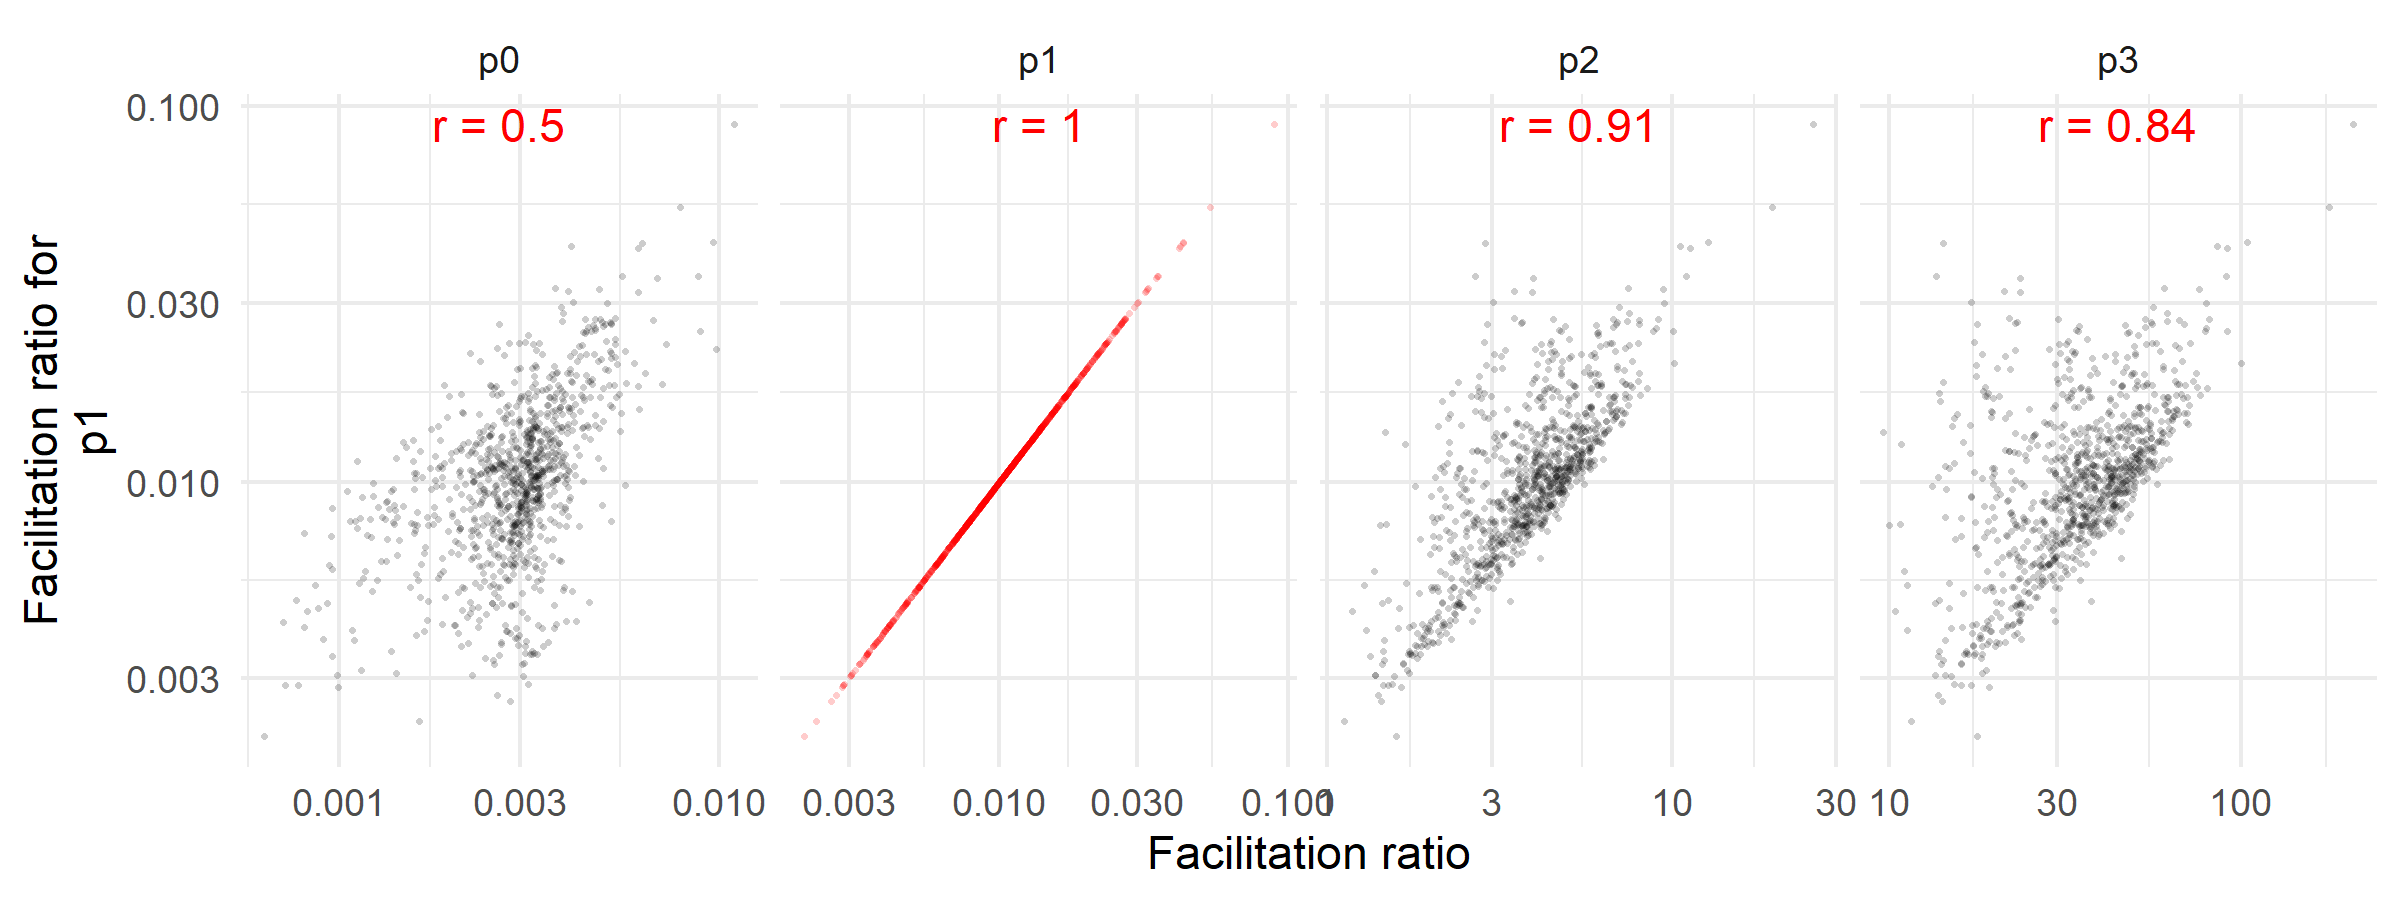 p0 p1 p2 p3
r = 0.5 r = 1 r = 0.91 r = 0.84
0.100
0.030
0.010
0.003
Facilitation ratio for
p1
0.001 0.003 0.010 0.003 0.010 0.030 0.100 1 3 10 30 10 30 100
Facilitation ratio